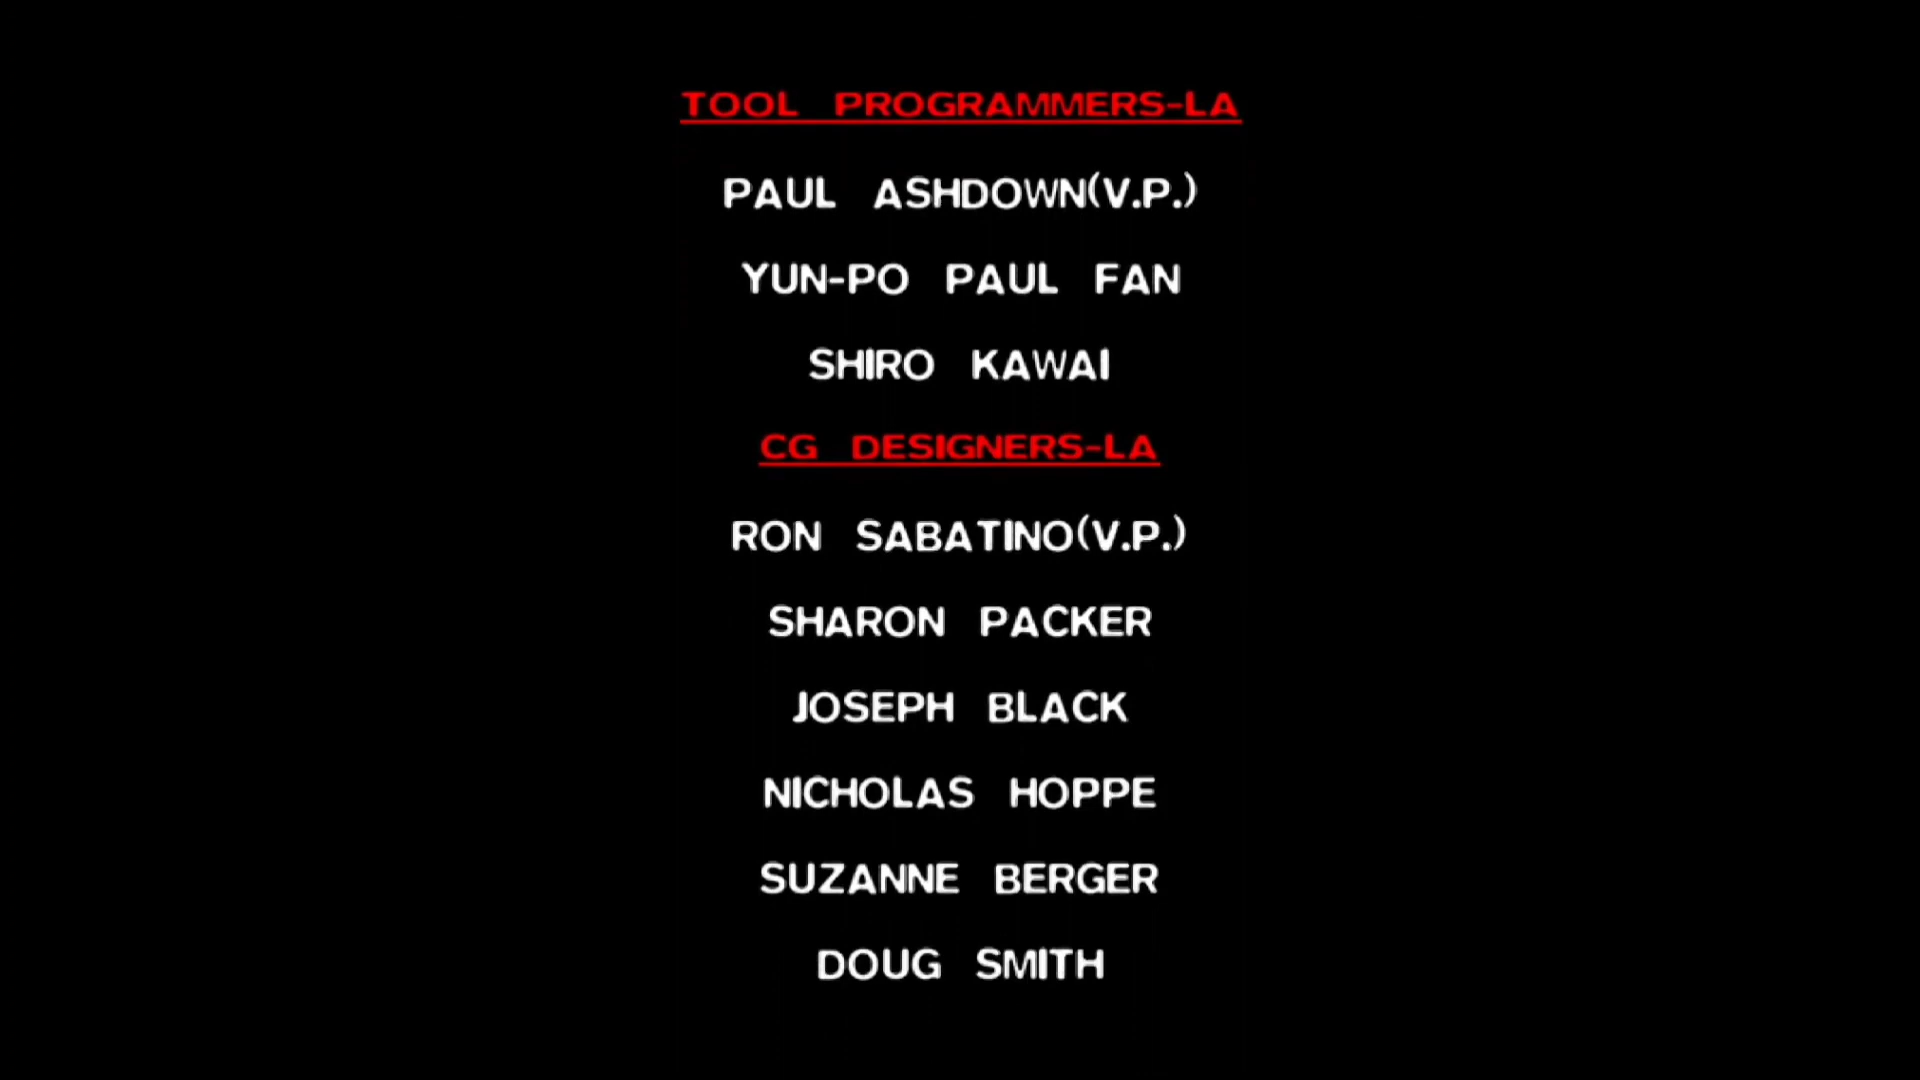 TOOL PROGRAMMERS-LA
PAUL ASHDOWN(V.P.)
YUN-PO PAUL FAN
SHIRO KAWAI
CG DESIGNERS-LA
RON SABATINO(V.P.)
SHARON PACKER
JOSEPH BLACK
NICHOLAS HOPPE
SUZANNE BERGER
DOUG SMITH